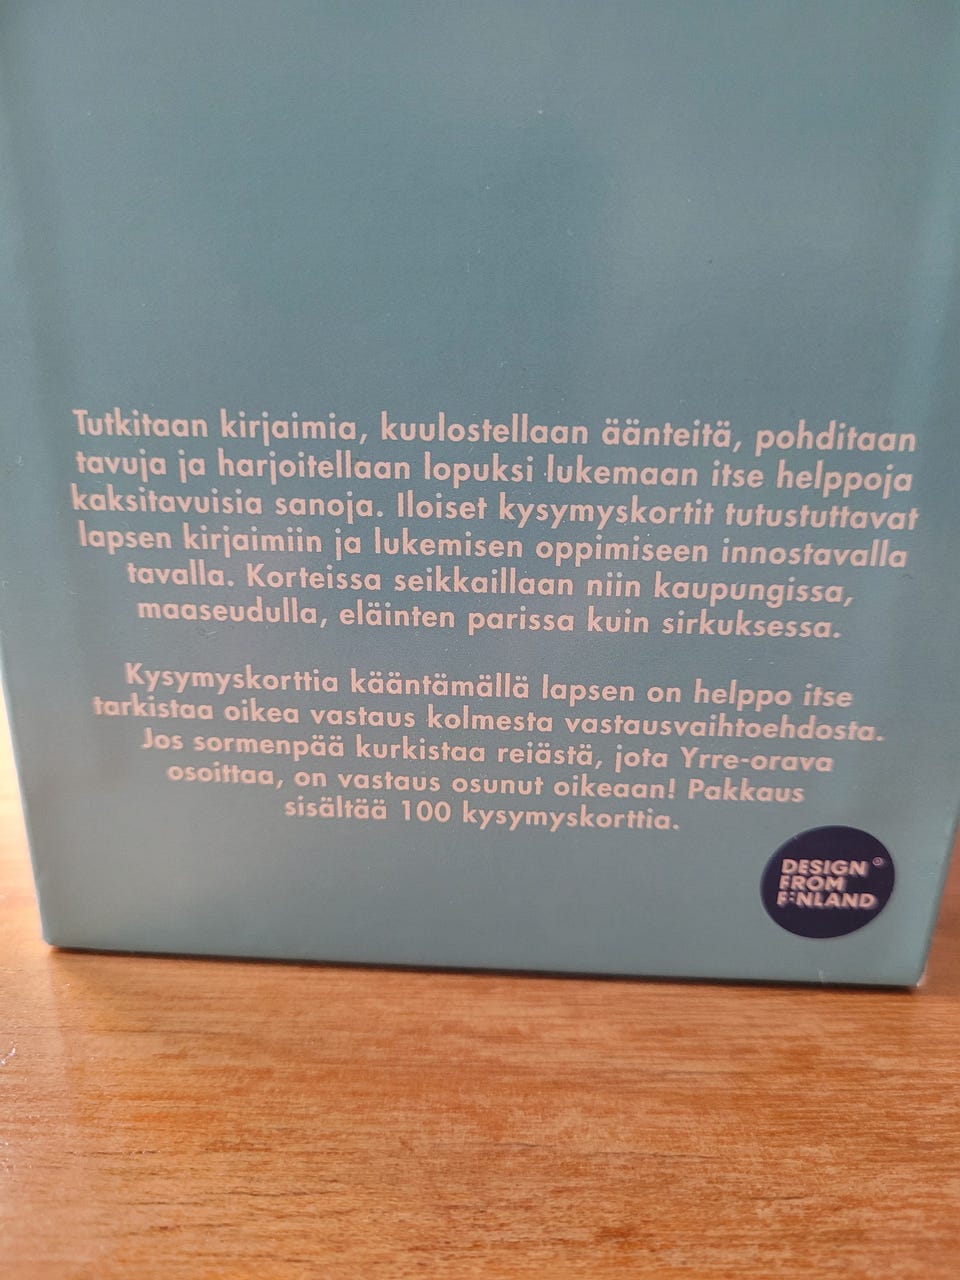 Tutkitaan kirjaimia, kuulostellaan äänteitä, pohditaan
tavuja ja harjoitellaan lopuksi lukemaan itse helppoja
kaksitavuisia sanoja. Iloiset kysymyskortit tutustuttavat
lapsen kirjaimiin ja lukemisen oppimiseen innostavalla
tavalla. Korteissa seikkaillaan niin kaupungissa,
maaseudulla, eläinten parissa kuin sirkuksessa.
Kysymyskorttia kääntämällä lapsen on helppo itse
tarkistaa oikea vastaus kolmesta vastausvaihtoehdosta.
Jos sormenpää kurkistaa reiästä, jota Yrre-orava
osoittaa, on vastaus osunut oikeaan! Pakkaus
sisältää 100 kysymyskorttia.
DESIGN ®
FROM
FINLAND